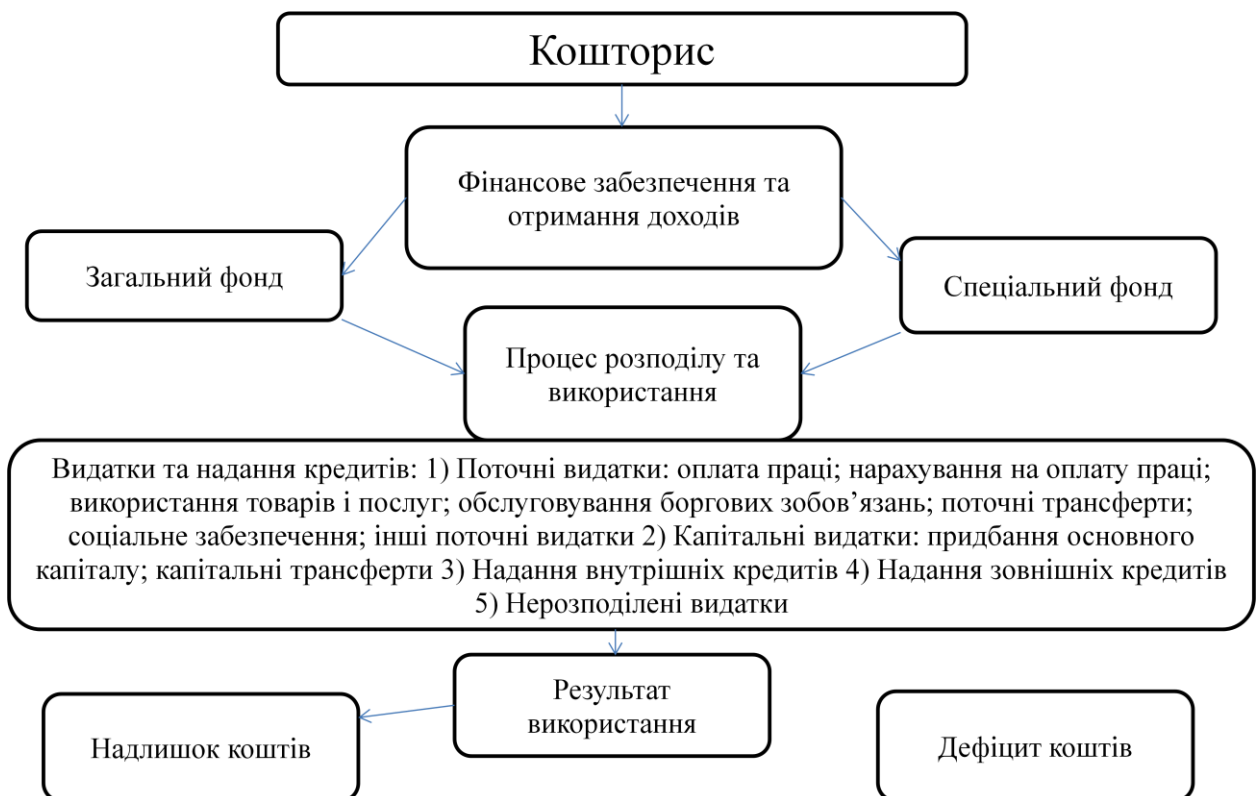 Кошторис
Фінансове забезпечення та
отримання доходів
Загальний фонд
Спеціальний фонд
Процес розподілу та
використання
Видатки та надання кредитів: 1) Поточні видатки: оплата праці; нарахування на оплату праці;
використання товарів і послуг; обслуговування боргових зобов’язань; поточні трансферти;
соціальне забезпечення; інші поточні видатки 2) Капітальні видатки: придбання основного
капіталу; капітальні трансферти 3) Надання внутрішніх кредитів 4) Надання зовнішніх кредитів
5) Нерозподілені видатки
Результат
використання
Надлишок коштів
Дефіцит коштів